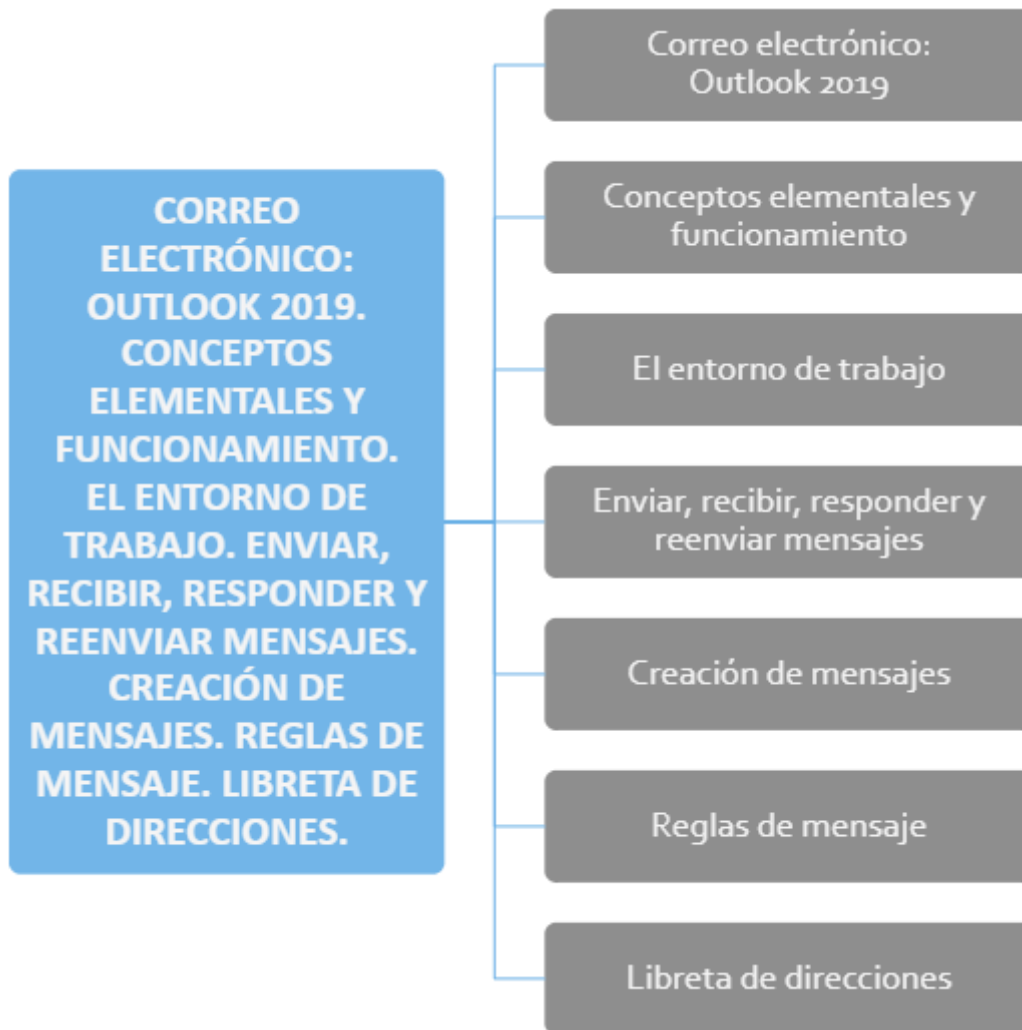 CORREO
ELECTRÓNICO:
OUTLOOK 2019.
CONCEPTOS
ELEMENTALES Y
FUNCIONAMIENTO.
EL ENTORNO DE
TRABAJO. ENVIAR,
RECIBIR, RESPONDER Y
REENVIAR MENSAJES.
CREACIÓN DE
MENSAJES. REGLAS DE
MENSAJE. LIBRETA DE
DIRECCIONES.
Correo electrónico:
Outlook 2019
Conceptos elementales y
funcionamiento
El entorno de trabajo
Enviar, recibir, responder y
reenviar mensajes
Creación de mensajes
Reglas de mensaje
Libreta de direcciones